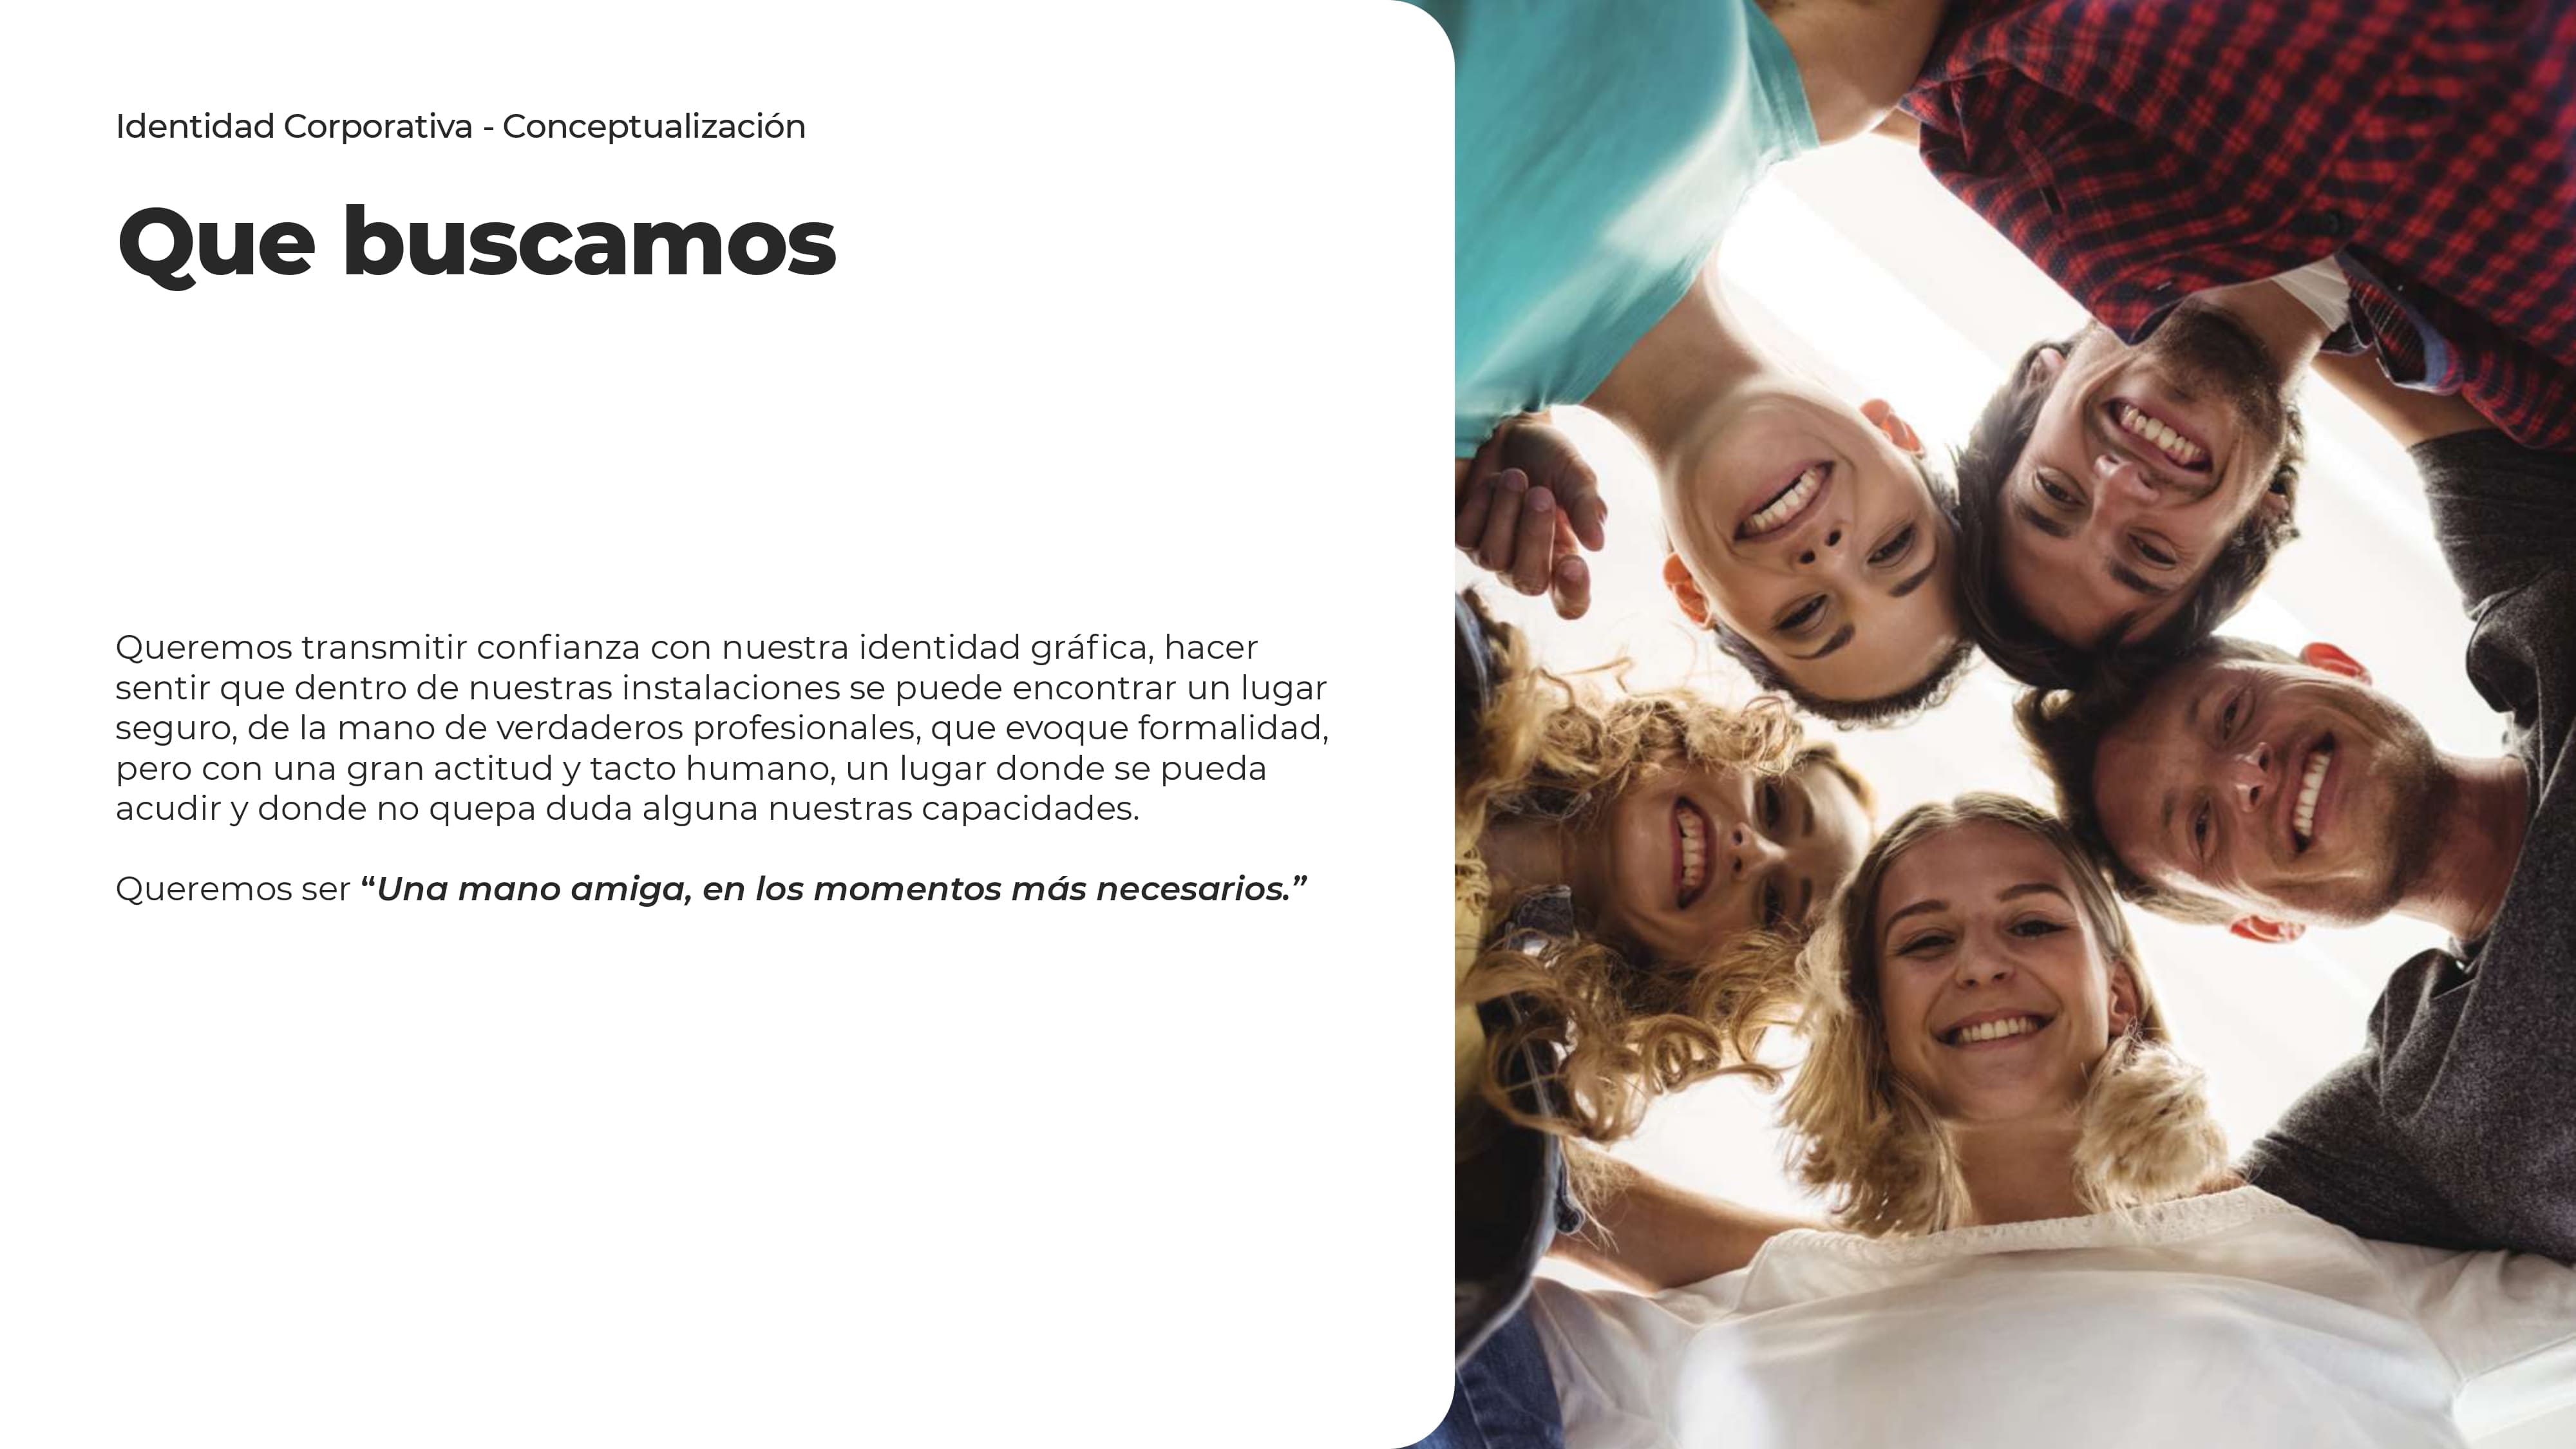 Identidad Corporativa - Conceptualización
Que buscamos
Queremos transmitir confianza con nuestra identidad gráfica, hacer
sentir que dentro de nuestras instalaciones se puede encontrar un lugar
seguro, de la mano de verdaderos profesionales, que evoque formalidad,
pero con una gran actitud y tacto humano, un lugar donde se pueda
acudir y donde no quepa duda alguna nuestras capacidades.
Queremos ser “Una mano amiga, en los momentos más necesarios.”